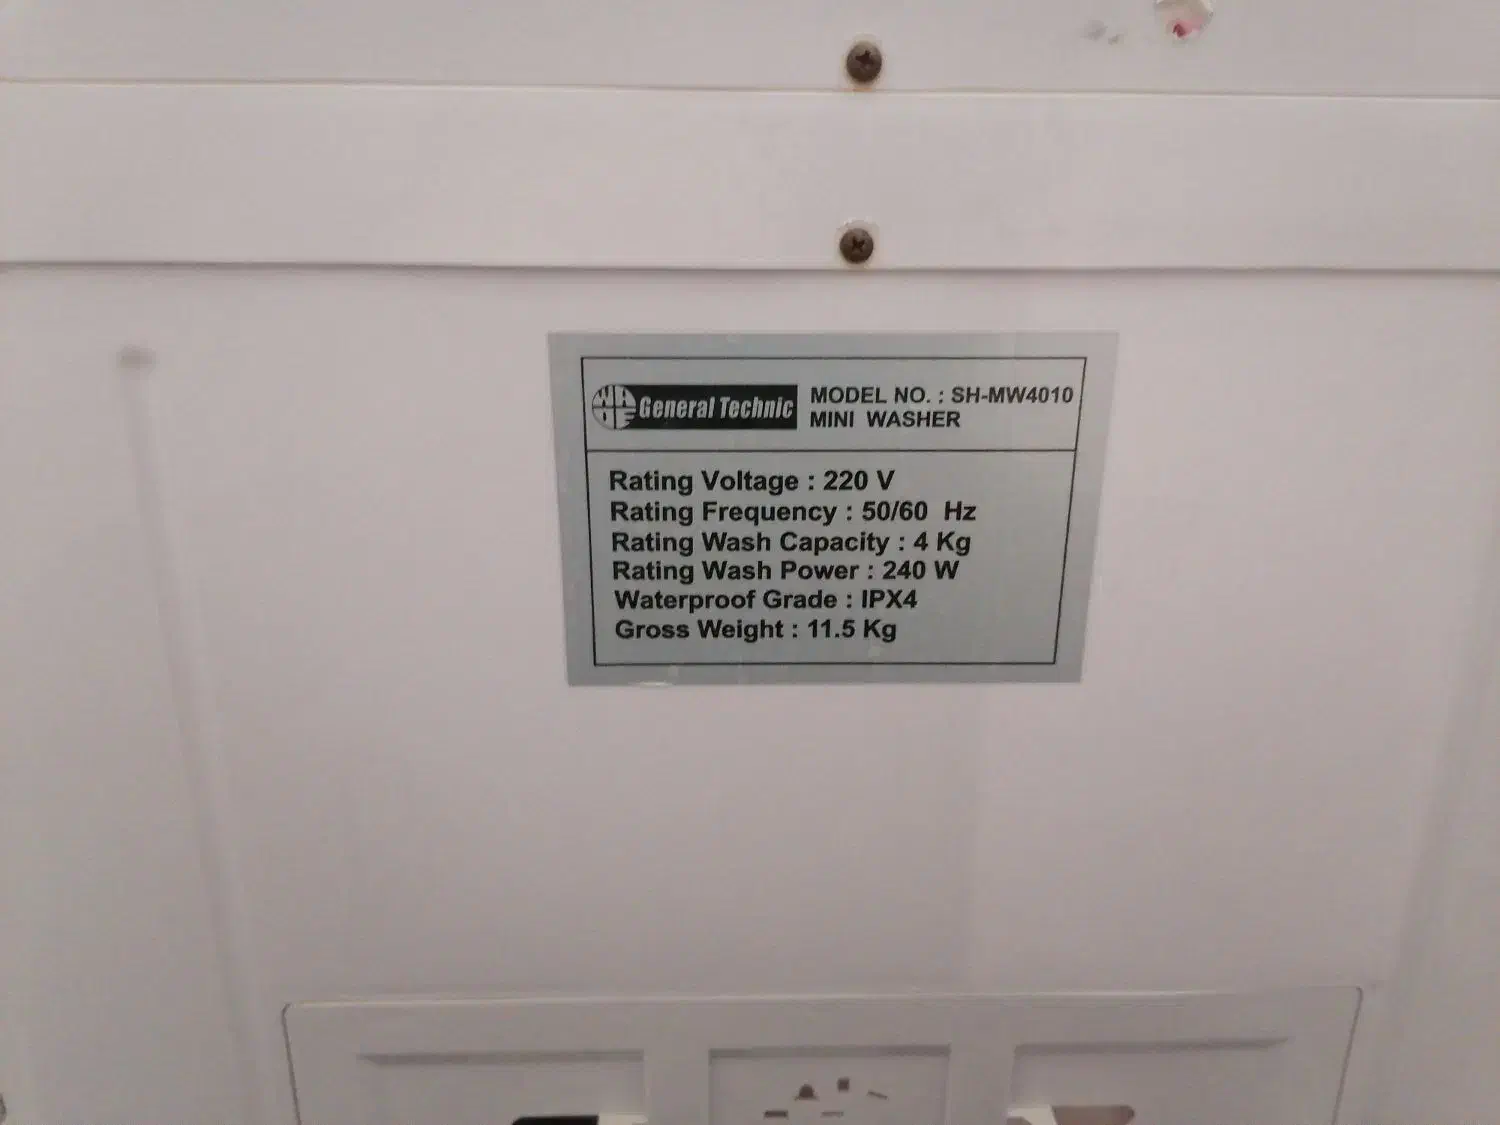 WHDE
General Technic
MODEL NO. : SH-MW4010
MINI WASHER
Rating Voltage : 220 V
Rating Frequency : 50/60 Hz
Rating Wash Capacity : 4 Kg
Rating Wash Power : 240 W
Waterproof Grade : IPX4
Gross Weight : 11.5 Kg